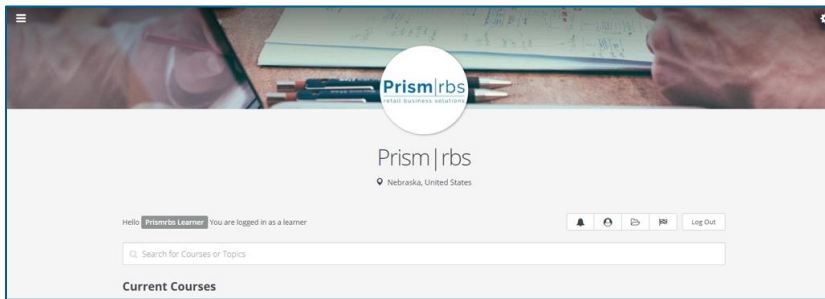 Prism|rbs
retail business solutions
Prism|rbs
Nebraska, United States
Hello Prismrbs Learner You are logged in as a learner
Log Out
Search for Courses or Topics
Current Courses